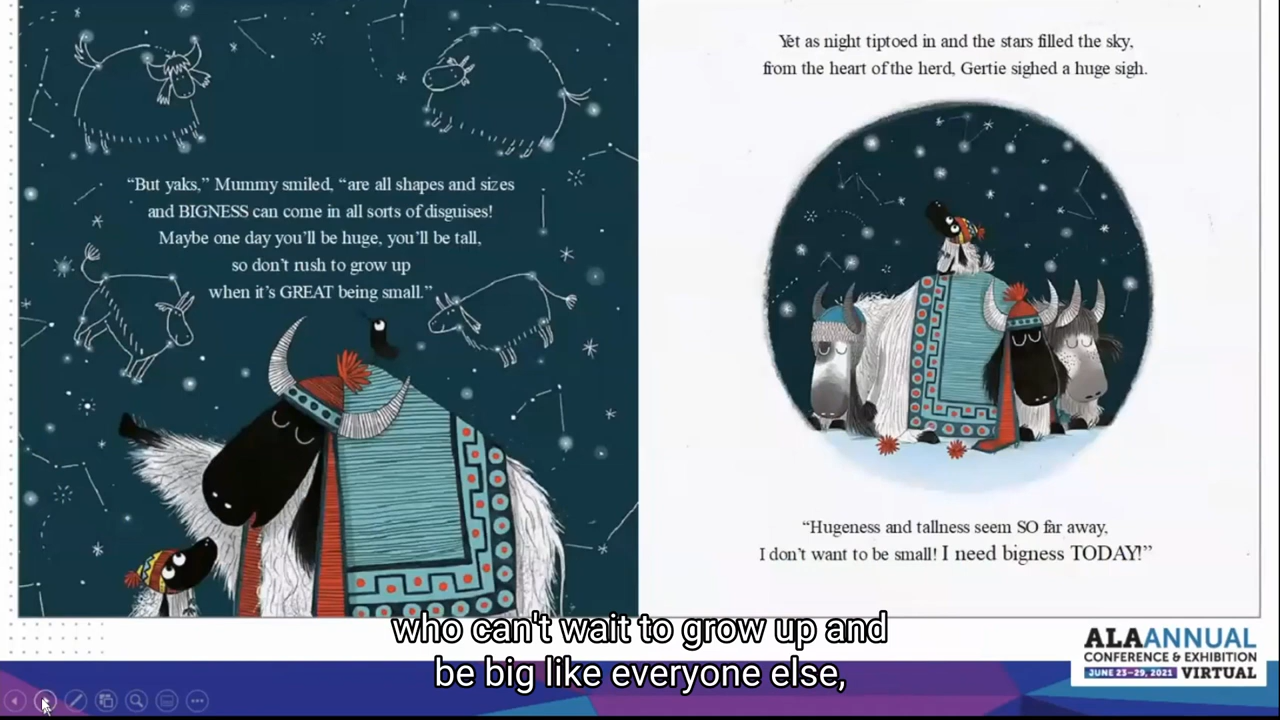 “But yaks,” Mummy smiled, “are all shapes and sizes
and BIGNESS can come in all sorts of disguises!
Maybe one day you’ll be huge, you’ll be tall,
so don’t rush to grow up
when it’s GREAT being small.”
Yet as night tiptoed in and the stars filled the sky,
from the heart of the herd, Gertie sighed a huge sigh.
“Hugeness and tallness seem SO far away,
I don’t want to be small! I need bigness TODAY!”
who can't wait to grow up and
be big like everyone else,
ALA ANNUAL
CONFERENCE & EXHIBITION
JUNE 23–29, 2021 VIRTUAL